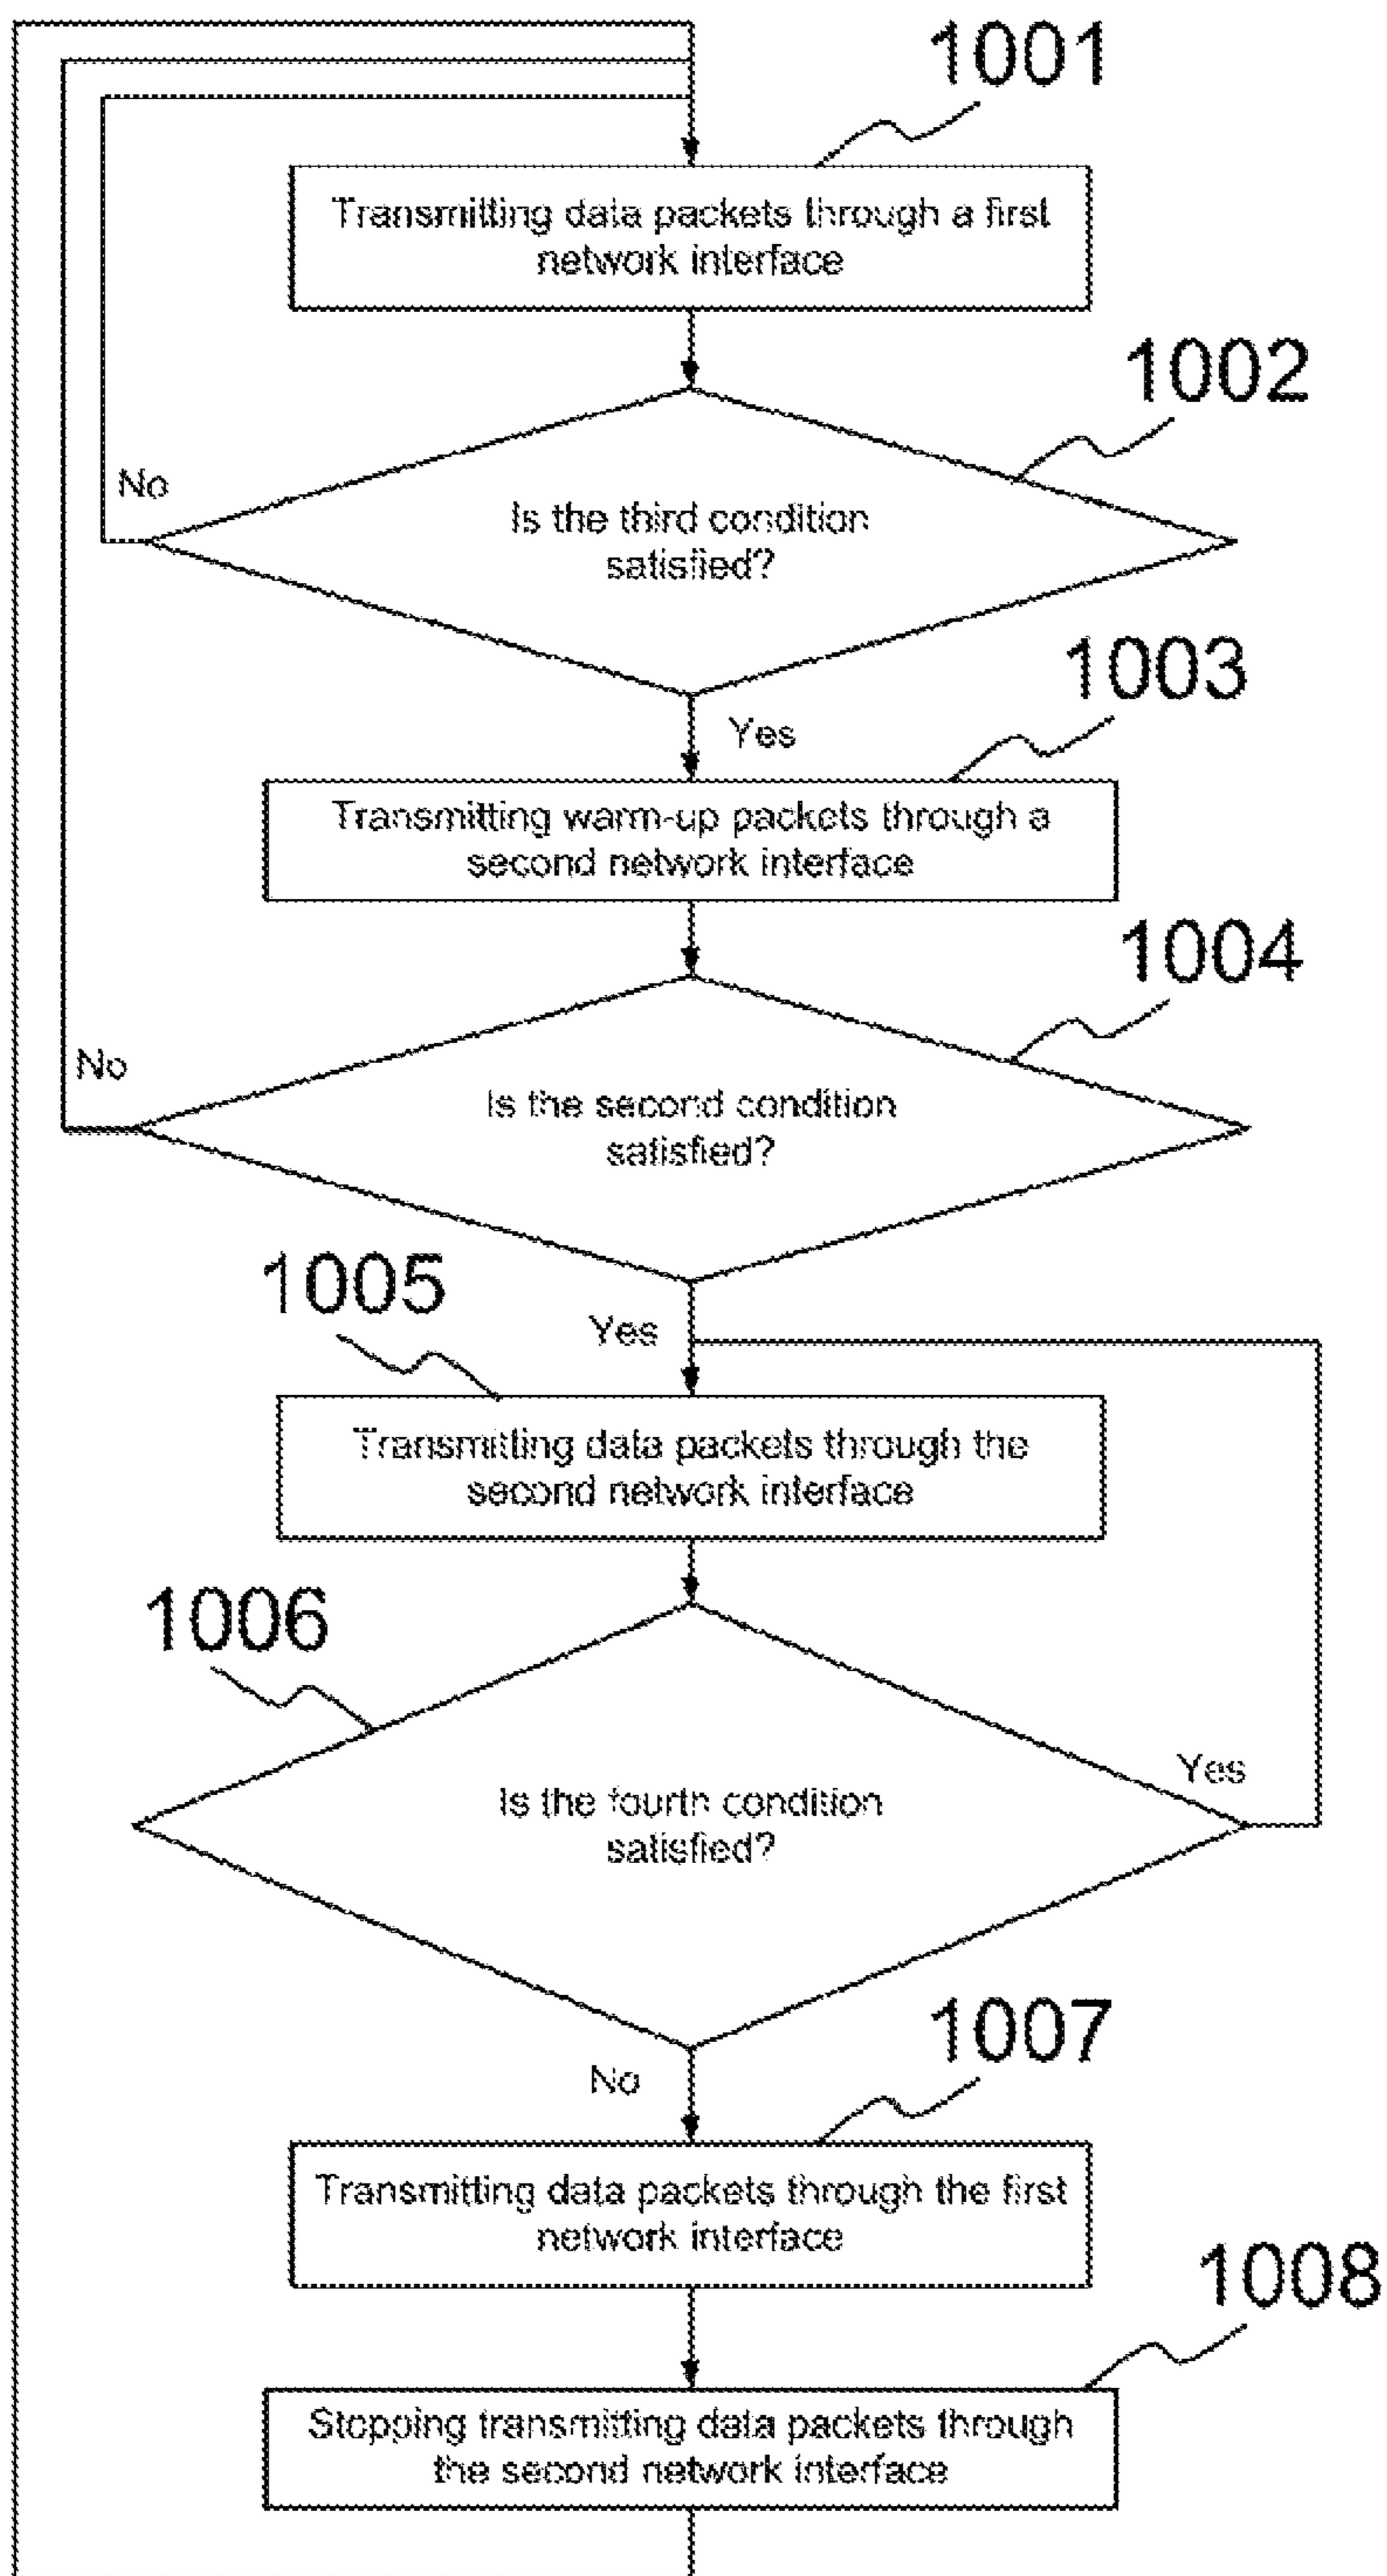 1001
Transmitting data packets through a first
network interface
1002
No
Is the third condition
satisfied?
1003
Yes
Transmitting warm-up packets through a
second network interface
1004
No
Is the second condition
satisfied?
1005
Yes
Transmitting data packets through the
second network interface
1006
Yes
Is the fourth condition
satisfied?
1007
No
Transmitting data packets through the first
network interface
1008
Stopping transmitting data packets through
the second network interface